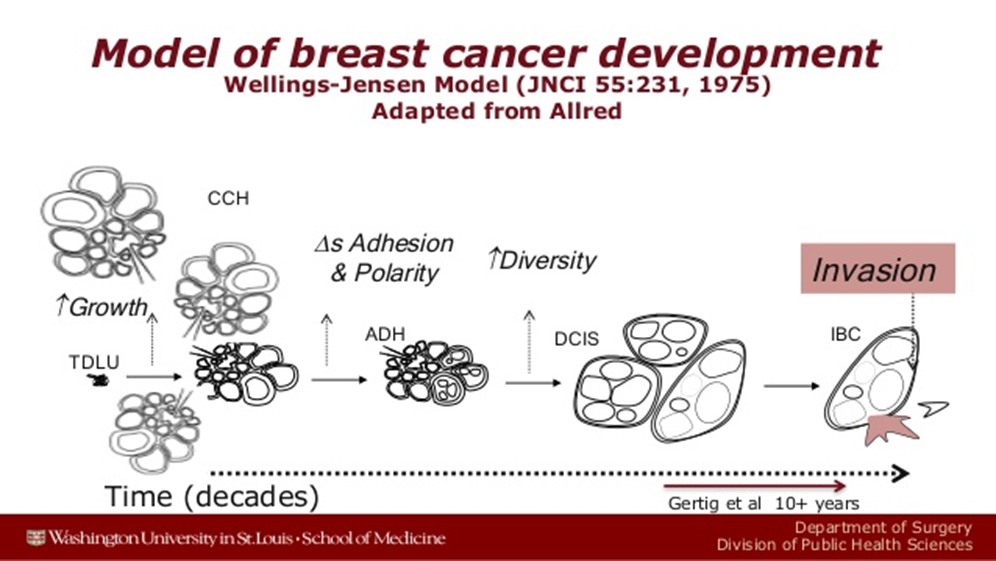 Model of breast cancer development
Wellings-Jensen Model (JNCI 55:231, 1975)
Adapted from Allred
CCH
Δs Adhesion
& Polarity
↑Diversity
Invasion
↑Growth
ADH
DCIS
IBC
TDLU
Time (decades)
Gertig et al 10+ years
Washington University in St. Louis • School of Medicine
Department of Surgery
Division of Public Health Sciences